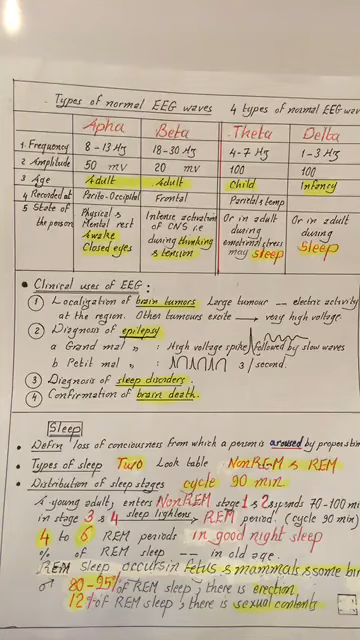 Types of normal EEG waves 4 types of normal EEG wav
Apha Beta Theta Delta
1. Frequency 8-13 Hz 18-30 Hz 4-7 Hz 1-3 Hz
2 Amplitude 50 mv 20 mv 100 100
3 Age Adult Adult Child Infancy
4 Recorded at Parito-Occipital Frontal Parital & temp
5 State of the person Physical & Mental rest Awake Closed eyes Intense activation of CNS i.e during thinking & tension Or in adult during emotional stress may sleep Or in adult during Sleep
• Clinical uses of EEG :
① Localization of brain tumors Large tumour — electric activity
at the region. Other tumours exite → very high voltage.
② Diagnosis of epilepsy
a Grand mal " High voltage spike followed by slow waves
b Petit mal " : 3/second.
③ Diagnosis of sleep disorders.
④ Confirmation of brain death.
Sleep
• Defin loss of conciousness from which a person is aroused by proper stim
• Types of sleep Two Look table NonREM & REM
• Distribution of sleep stages cycle 90 min
A young adult, enters NonREM stage 1 & 2 sponds 70-100 min
in stage 3 & 4 sleep lightens → REM period. (cycle 90 min)
4 to 6 REM periods in good night sleep
% of REM sleep -- in old age.
REM Sleep occurs in fetus & mammals & some bir
80-95% of REM sleep, there is erection
12% of REM sleep, there is sexual contents